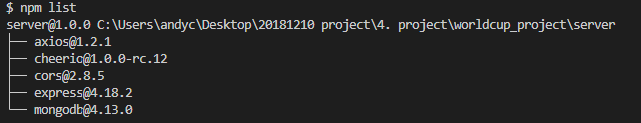 $ npm list
server@1.0.0 C:\Users\andyc\Desktop\20181210 project\4. project\worldcup_project\server
├── axios@1.2.1
├── cheerio@1.0.0-rc.12
├── cors@2.8.5
├── express@4.18.2
└── mongodb@4.13.0